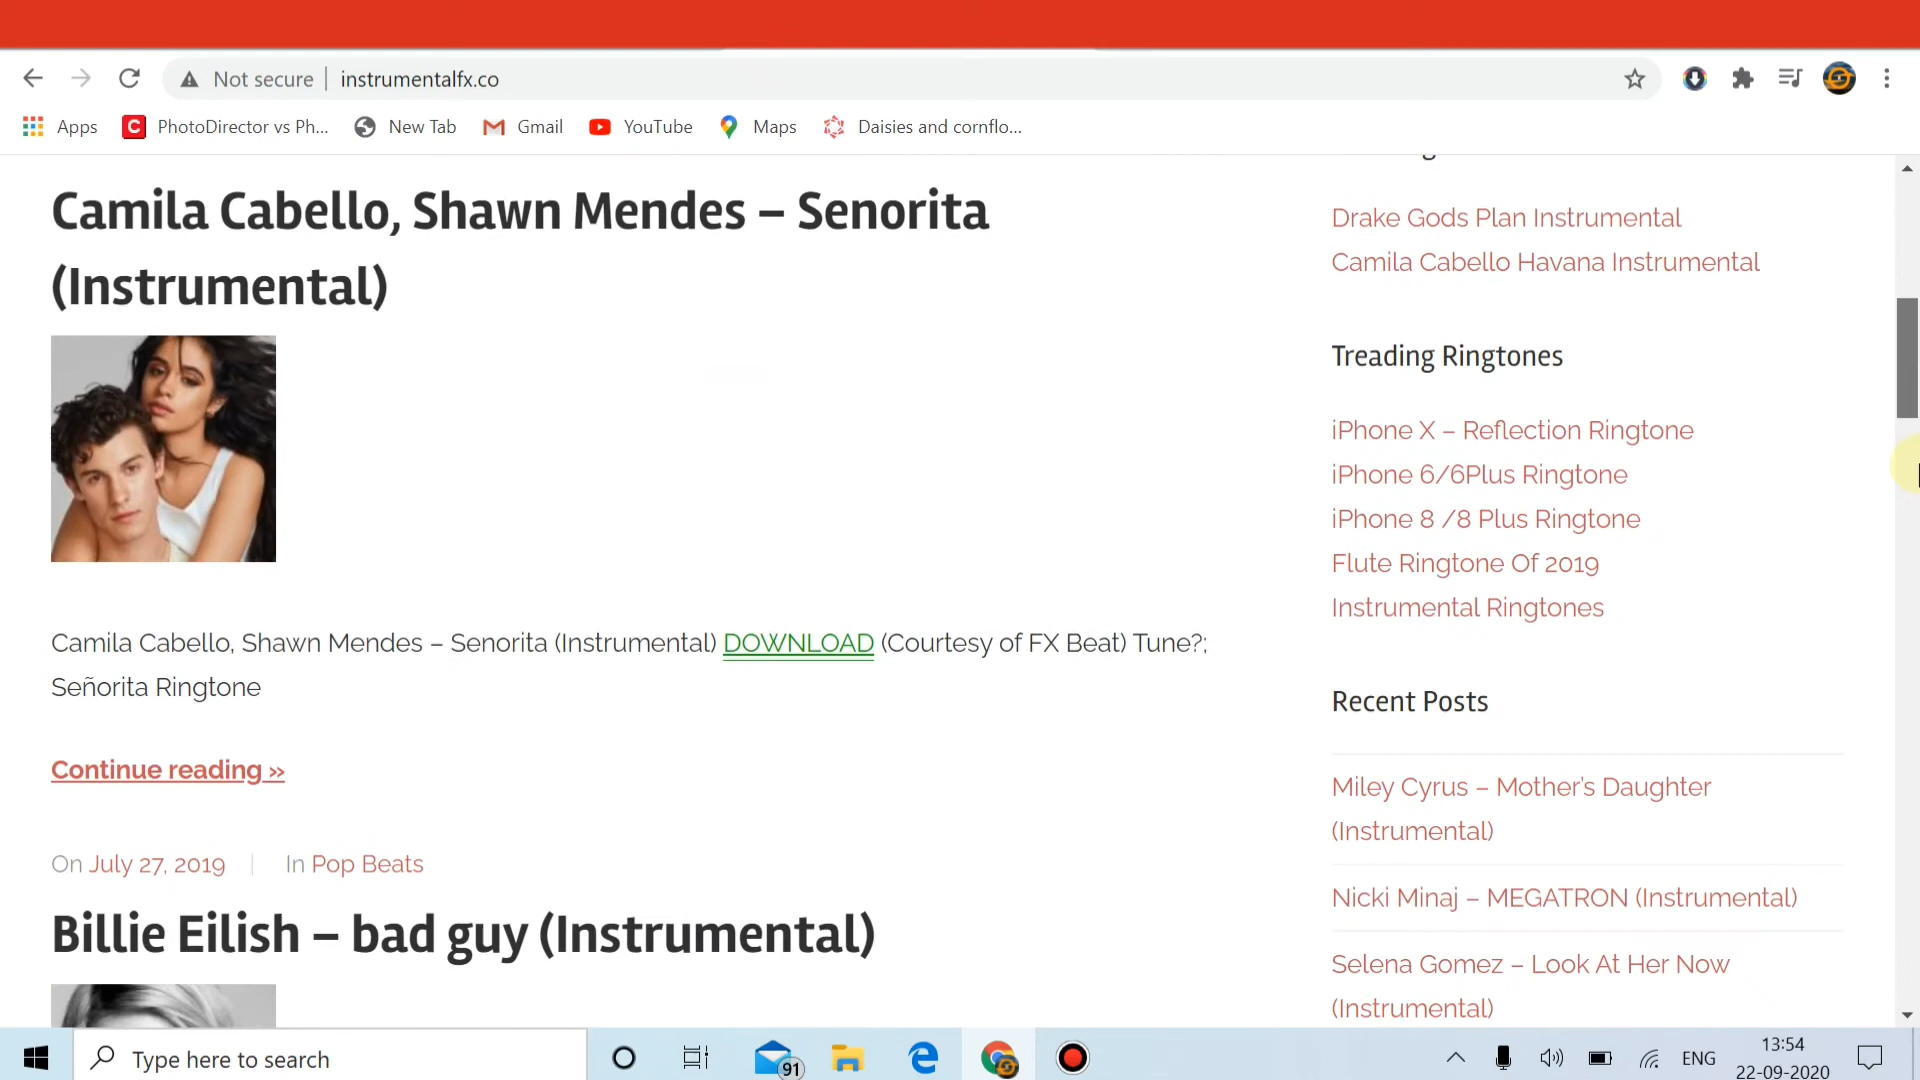 Not secure
instrumentalfx.co
Apps
PhotoDirector vs Ph...
New Tab
Gmail
YouTube
Maps
Daisies and cornflo...
Camila Cabello, Shawn Mendes – Senorita
(Instrumental)
Camila Cabello, Shawn Mendes – Senorita (Instrumental) DOWNLOAD (Courtesy of FX Beat) Tune?;
Señorita Ringtone
Continue reading »
On July 27, 2019
In Pop Beats
Billie Eilish – bad guy (Instrumental)
Drake Gods Plan Instrumental
Camila Cabello Havana Instrumental
Treading Ringtones
iPhone X – Reflection Ringtone
iPhone 6/6Plus Ringtone
iPhone 8 /8 Plus Ringtone
Flute Ringtone Of 2019
Instrumental Ringtones
Recent Posts
Miley Cyrus – Mother's Daughter
(Instrumental)
Nicki Minaj – MEGATRON (Instrumental)
Selena Gomez – Look At Her Now
(Instrumental)
Type here to search
91
ENG
13:54
22-09-2020